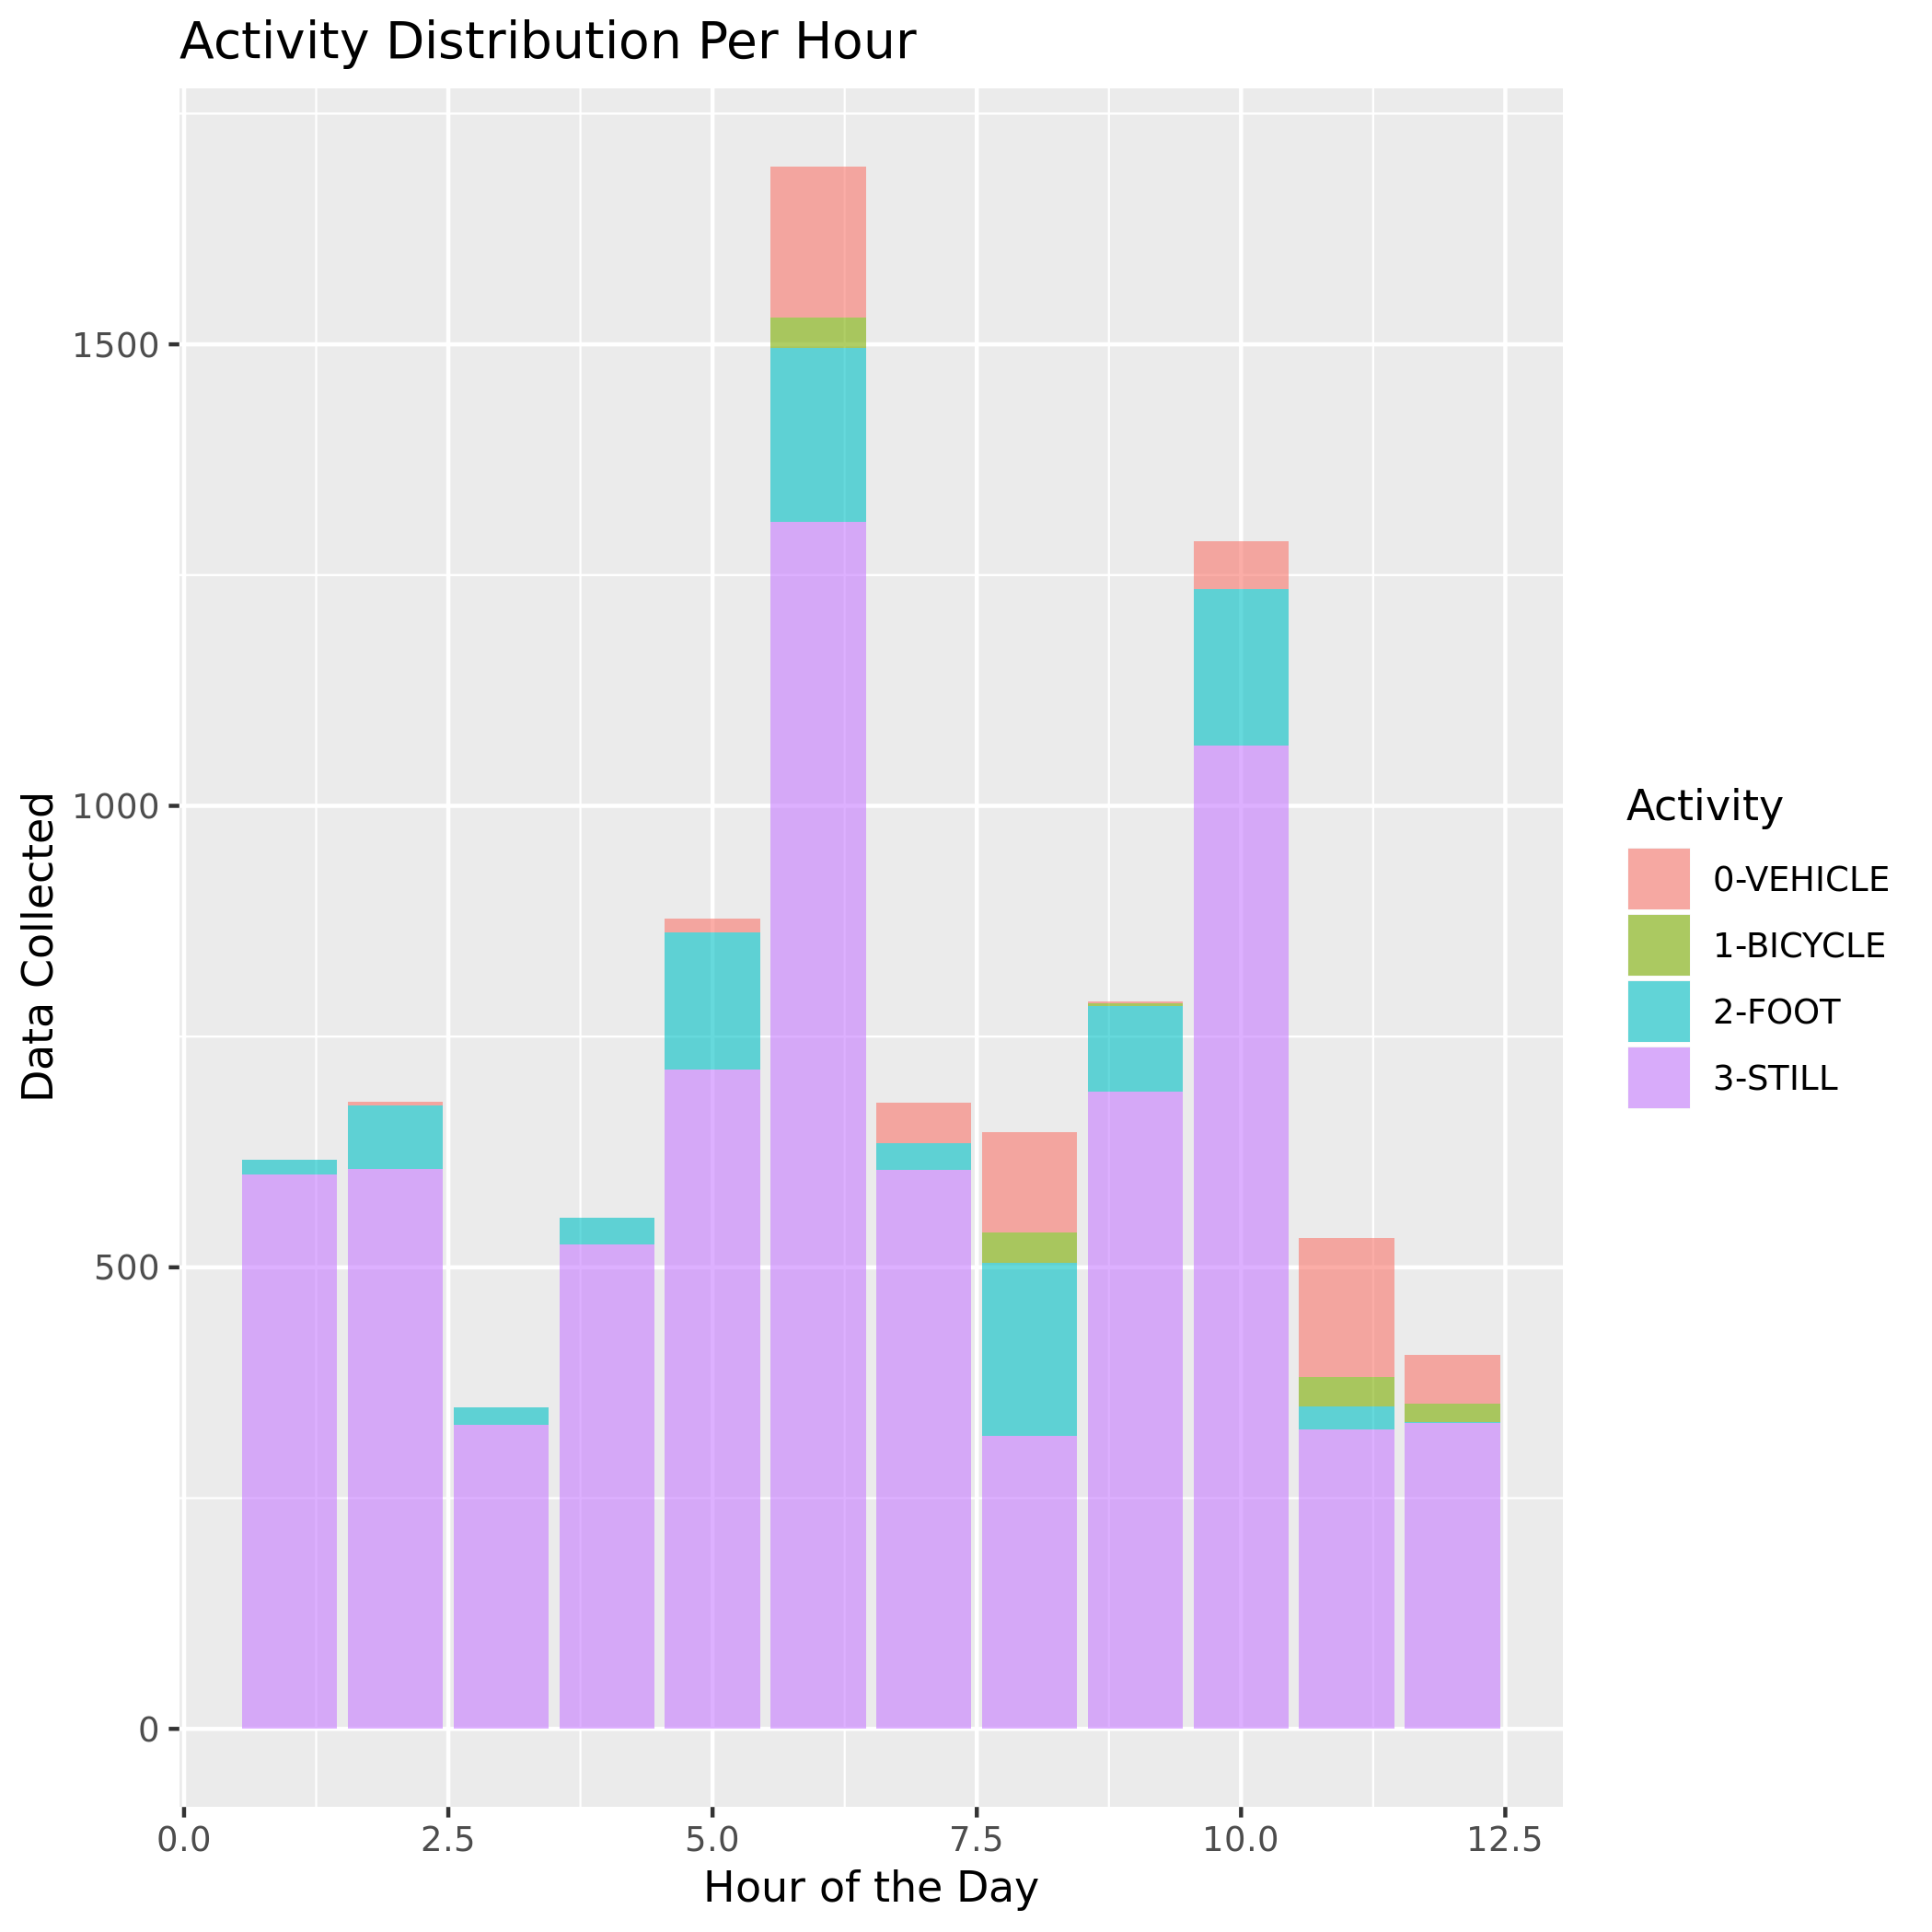 Activity Distribution Per Hour
Data Collected
1500
1000
500
0
0.0 2.5 5.0 7.5 10.0 12.5
Hour of the Day
Activity
0-VEHICLE
1-BICYCLE
2-FOOT
3-STILL